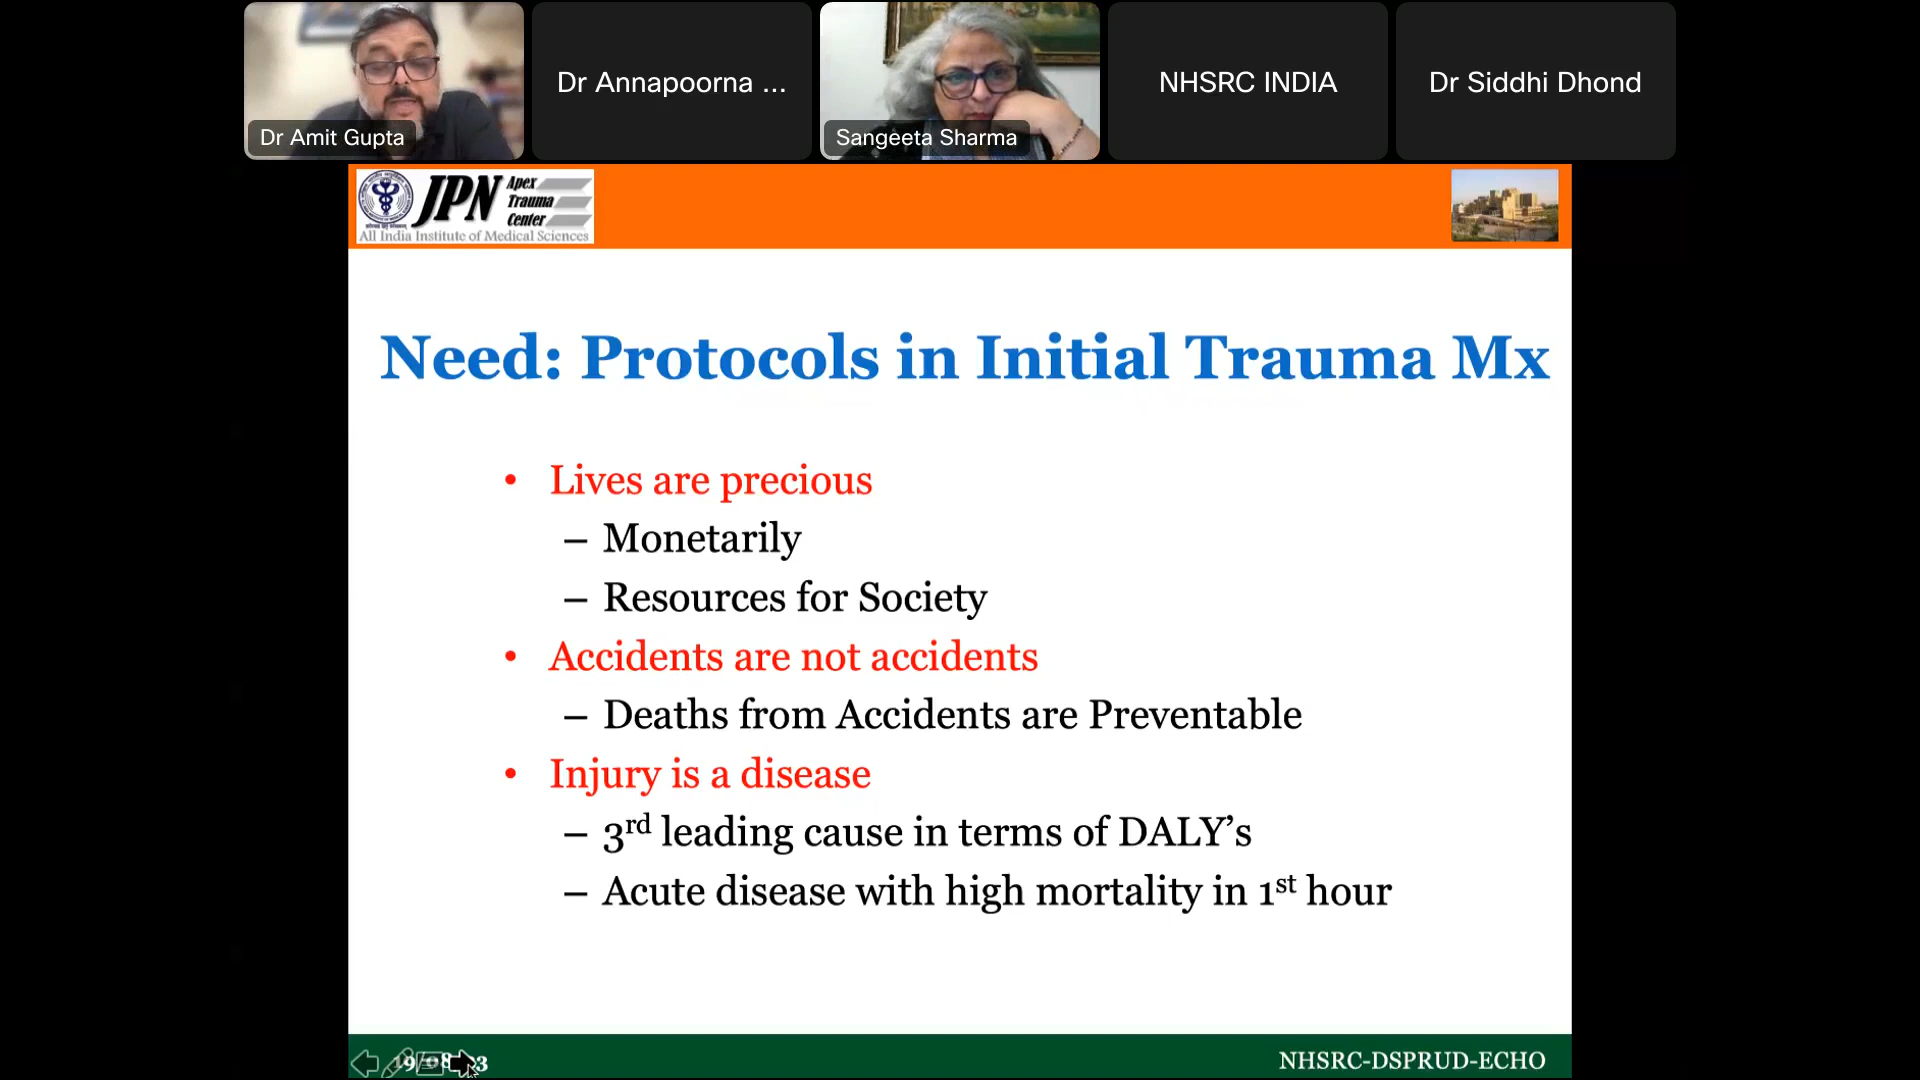 Dr Amit Gupta
Dr Annapoorna ...
Sangeeta Sharma
NHSRC INDIA
Dr Siddhi Dhond
JPN Apex
Trauma
Center
All India Institute of Medical Sciences
Need: Protocols in Initial Trauma Mx
• Lives are precious
– Monetarily
– Resources for Society
• Accidents are not accidents
– Deaths from Accidents are Preventable
• Injury is a disease
– 3rd leading cause in terms of DALY’s
– Acute disease with high mortality in 1st hour
NHSRC-DSPRUD-ECHO